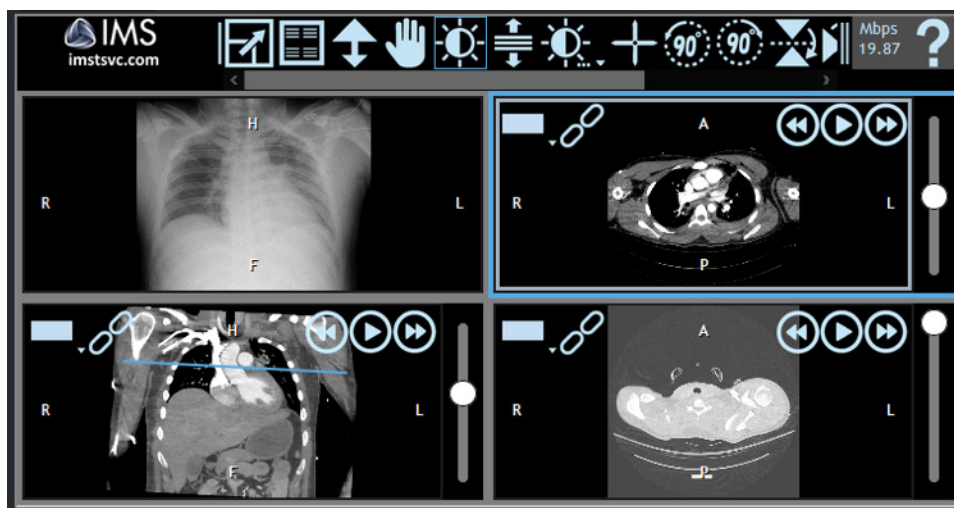 IMS
imstsvc.com
90°
90°
Mbps
19.87
?
H
R
L
F
A
R
L
P
H
R
L
F
A
R
L
P